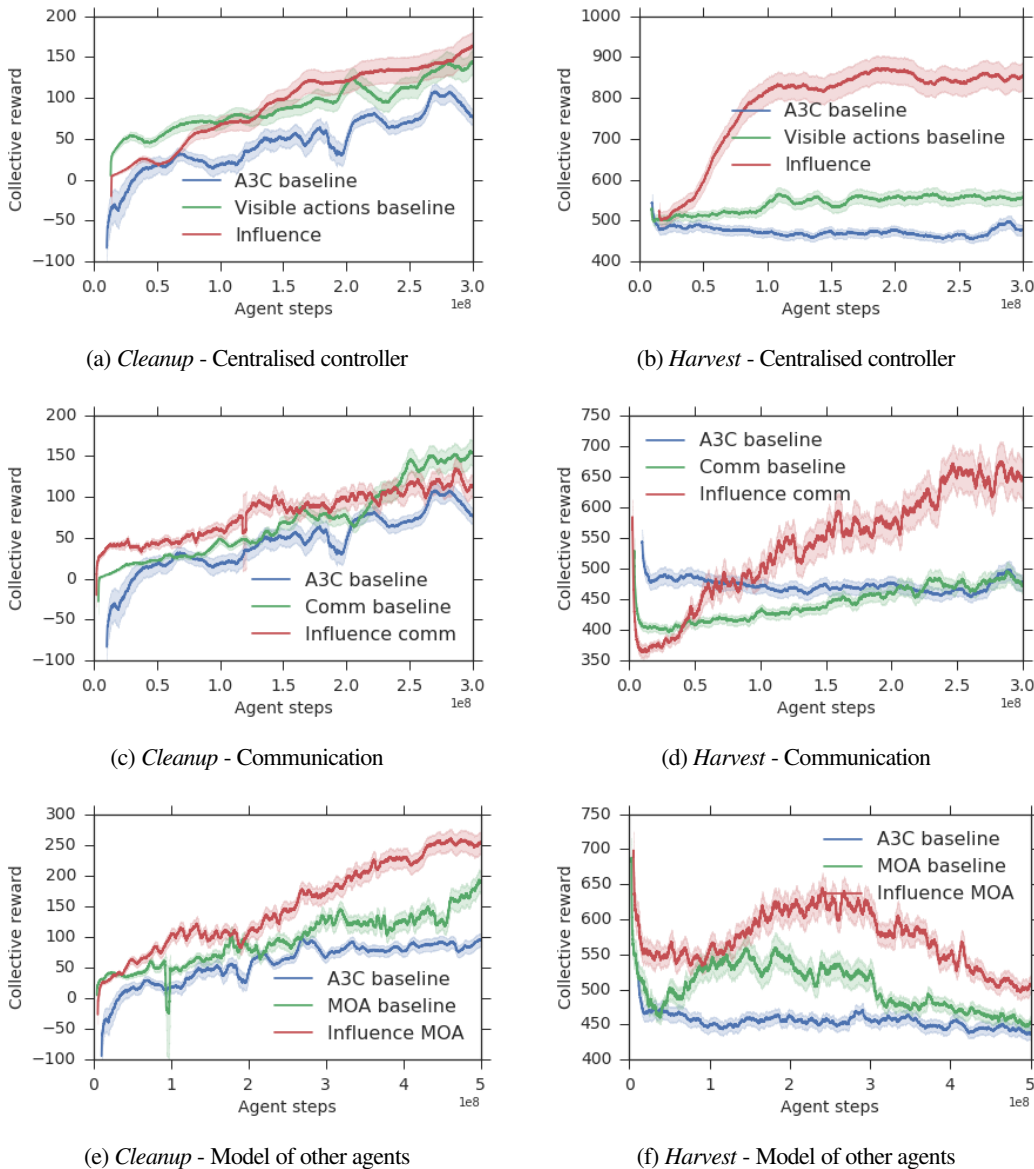 200
150
100
50
0
−50
−100
Collective reward
A3C baseline
Visible actions baseline
Influence
0.0 0.5 1.0 1.5 2.0 2.5 3.0
1e8
Agent steps
(a) Cleanup - Centralised controller
1000
900
800
700
600
500
400
Collective reward
A3C baseline
Visible actions baseline
Influence
0.0 0.5 1.0 1.5 2.0 2.5 3.0
1e8
Agent steps
(b) Harvest - Centralised controller
200
150
100
50
0
−50
−100
Collective reward
A3C baseline
Comm baseline
Influence comm
0.0 0.5 1.0 1.5 2.0 2.5 3.0
1e8
Agent steps
(c) Cleanup - Communication
750
700
650
600
550
500
450
400
350
Collective reward
A3C baseline
Comm baseline
Influence comm
0.0 0.5 1.0 1.5 2.0 2.5 3.0
1e8
Agent steps
(d) Harvest - Communication
300
250
200
150
100
50
0
−50
−100
Collective reward
A3C baseline
MOA baseline
Influence MOA
0 1 2 3 4 5
1e8
Agent steps
(e) Cleanup - Model of other agents
750
700
650
600
550
500
450
400
Collective reward
A3C baseline
MOA baseline
Influence MOA
0 1 2 3 4 5
1e8
Agent steps
(f) Harvest - Model of other agents